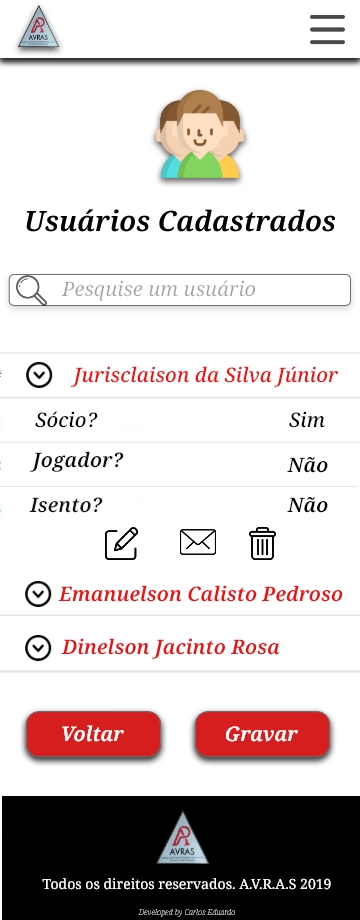 AVRAS
Usuários Cadastrados
Pesquise um usuário
Jurisclaison da Silva Júnior
Sócio? Sim
Jogador? Não
Isento? Não
Emanuelson Calisto Pedroso
Dinelson Jacinto Rosa
Voltar Gravar
AVRAS
Todos os direitos reservados. A.V.R.A.S 2019
Developed by Carlos Eduardo